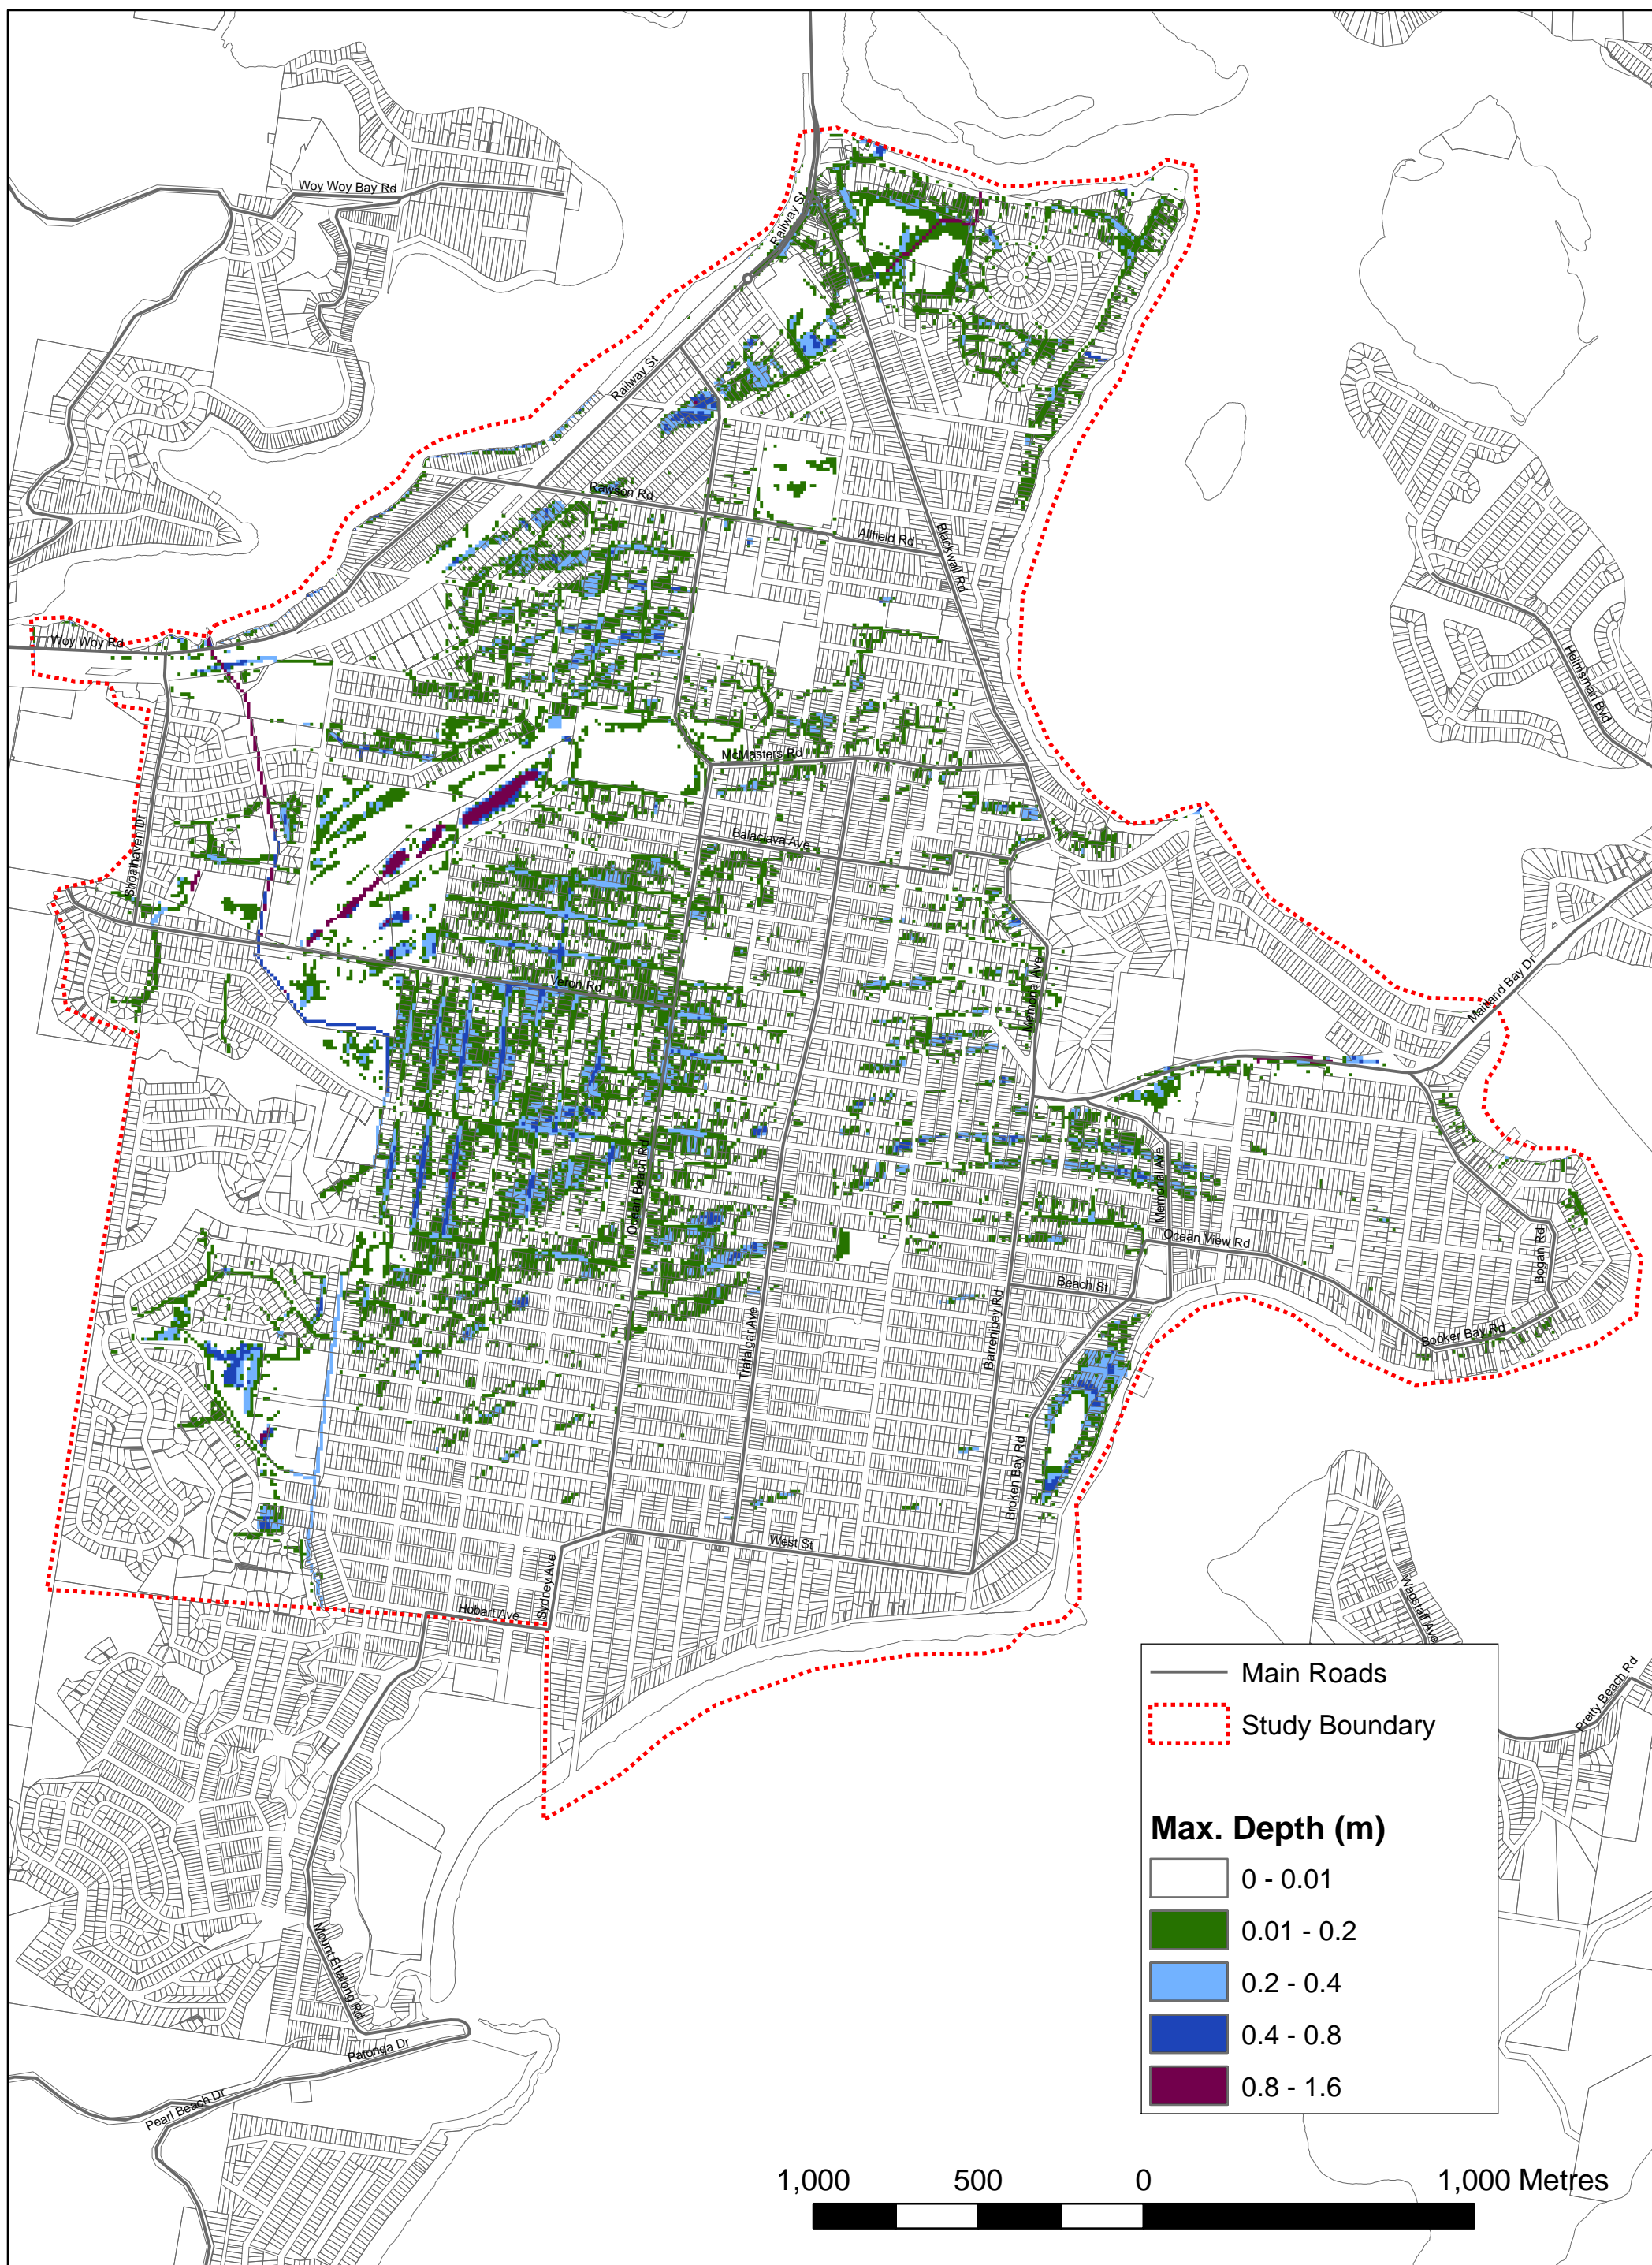 Woy Woy Bay Rd
Railway St
Railway St
Rawson Rd
Allfield Rd
Blackwall Rd
Woy Woy Rd
Helmsman Bvd
McMasters Rd
Balaclava Ave
Shoalhaven Dr
Veron Rd
Memorial Ave
Maitland Bay Dr
Ocean Beach Rd
Memorial Ave
Ocean View Rd
Bogan Rd
Beach St
Trafalgar Ave
Barrenjoey Rd
Booker Bay Rd
Broken Bay Rd
West St
Sydney Ave
Hobart Ave
Wagstaff Ave
Pretty Beach Rd
Main Roads
Study Boundary
Max. Depth (m)
0 - 0.01
0.01 - 0.2
0.2 - 0.4
0.4 - 0.8
0.8 - 1.6
Mount Ettalong Rd
Patonga Dr
Pearl Beach Dr
1,000 500 0 1,000 Metres